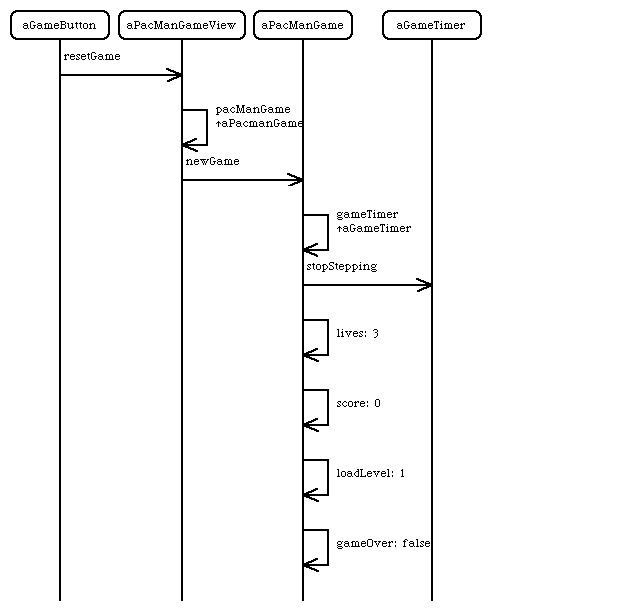 aGameButton
aPacManGameView
aPacManGame
aGameTimer
resetGame
pacManGame
↑aPacmanGame
newGame
gameTimer
↑aGameTimer
stopStepping
lives: 3
score: 0
loadLevel: 1
gameOver: false